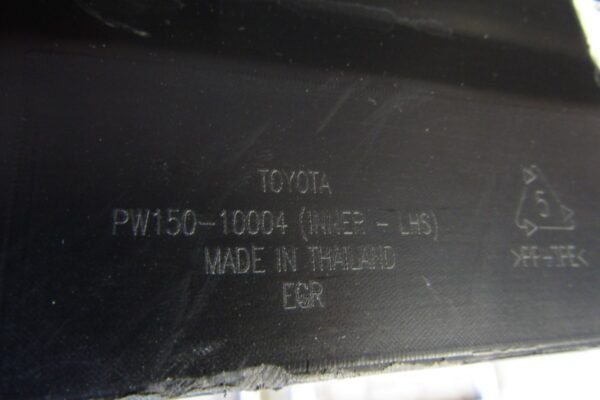 TOYOTA
PW150-10004 (INNER - LHS)
MADE IN THAILAND
EGR
5
>PP-TPE<